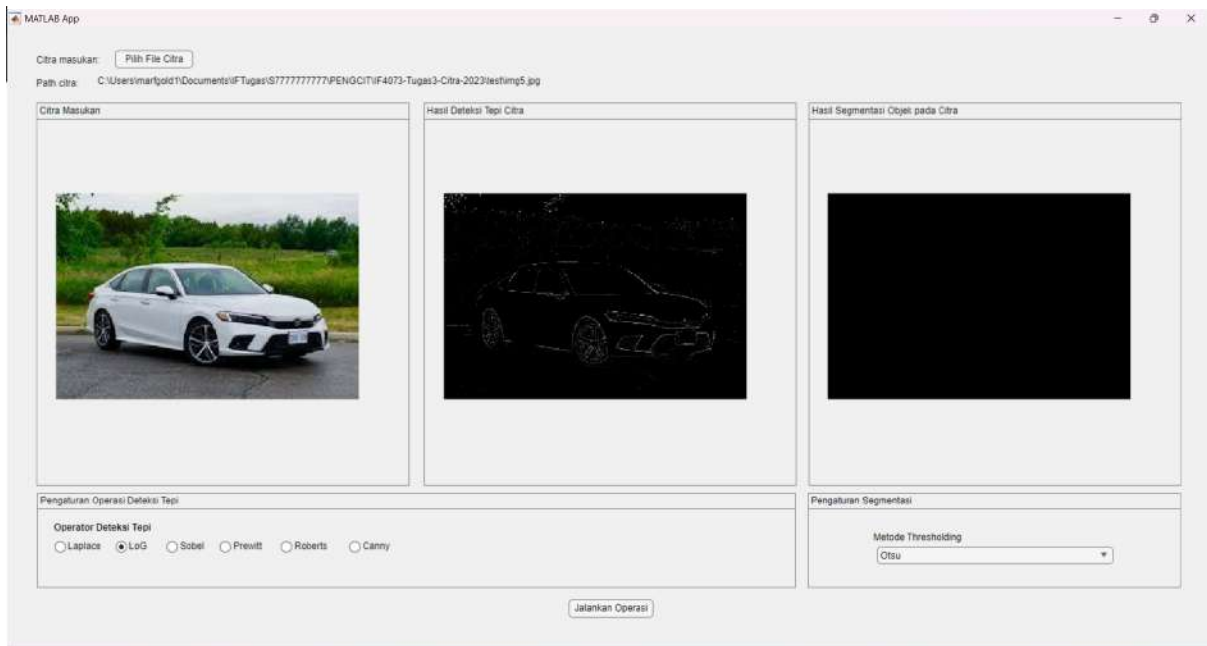 MATLAB App
Citra masukan: Pilih File Citra
Path citra: C:\Users\marfgold1\Documents\IFTugas\S7777777777\PENGCIT\IF4073-Tugas3-Citra-2023\test\img5.jpg
Citra Masukan
Hasil Deteksi Tepi Citra
Hasil Segmentasi Objek pada Citra
Pengaturan Operasi Deteksi Tepi
Pengaturan Segmentasi
Operator Deteksi Tepi
Laplace LoG Sobel Prewitt Roberts Canny
Metode Thresholding
Otsu
Jalankan Operasi